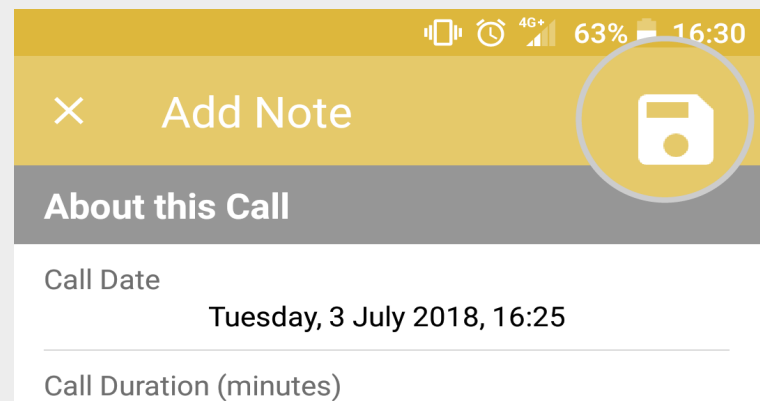 4G+ 63% 16:30
Add Note
About this Call
Call Date
Tuesday, 3 July 2018, 16:25
Call Duration (minutes)